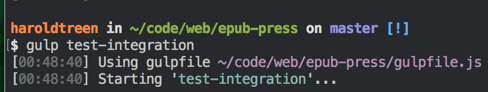 haroldtreen in ~/code/web/epub-press on master [!]
$ gulp test-integration
[00:48:40] Using gulpfile ~/code/web/epub-press/gulpfile.js
[00:48:40] Starting 'test-integration'...